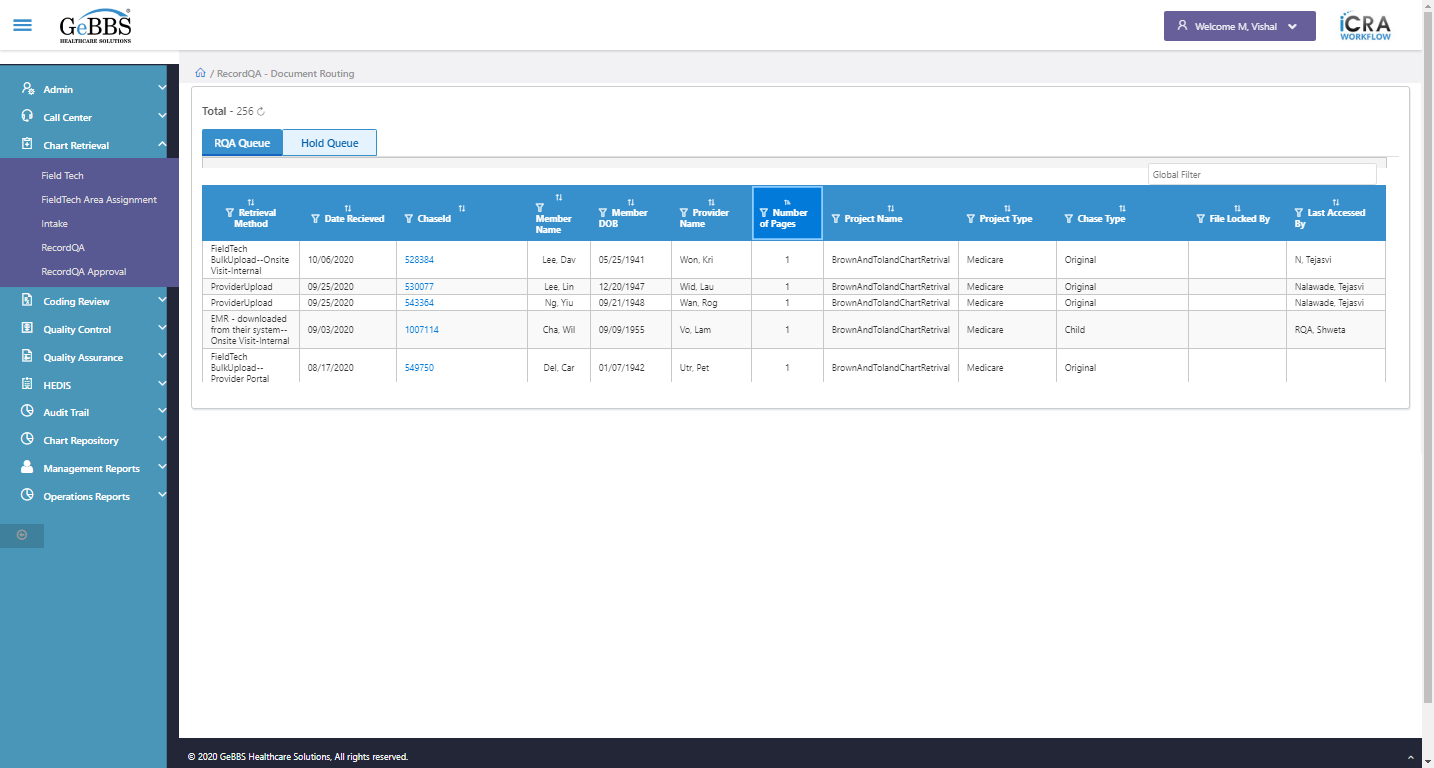 GeBBS
HEALTHCARE SOLUTIONS
Welcome M, Vishal
iCRA
WORKFLOW
Admin
Call Center
Chart Retrieval
Field Tech
FieldTech Area Assignment
Intake
RecordQA
RecordQA Approval
Coding Review
Quality Control
Quality Assurance
HEDIS
Audit Trail
Chart Repository
Management Reports
Operations Reports
/ RecordQA - Document Routing
Total - 256
RQA Queue Hold Queue
Global Filter
Retrieval Method Date Recieved ChaseId Member Name Member DOB Provider Name Number of Pages Project Name Project Type Chase Type File Locked By Last Accessed By
FieldTech BulkUpload--Onsite Visit-Internal 10/06/2020 528384 Lee, Dav 05/25/1941 Won, Kri 1 BrownAndTolandChartRetrival Medicare Original N, Tejasvi
ProviderUpload 09/25/2020 530077 Lee, Lin 12/20/1947 Wid, Lau 1 BrownAndTolandChartRetrival Medicare Original Nalawade, Tejasvi
ProviderUpload 09/25/2020 543364 Ng, Yiu 09/21/1948 Wan, Rog 1 BrownAndTolandChartRetrival Medicare Original Nalawade, Tejasvi
EMR - downloaded from their system--Onsite Visit-Internal 09/03/2020 1007114 Cha, Wil 09/09/1955 Vo, Lam 1 BrownAndTolandChartRetrival Medicare Child RQA, Shweta
FieldTech BulkUpload--Provider Portal 08/17/2020 549750 Del, Car 01/07/1942 Utr, Pet 1 BrownAndTolandChartRetrival Medicare Original
© 2020 GeBBS Healthcare Solutions, All rights reserved.